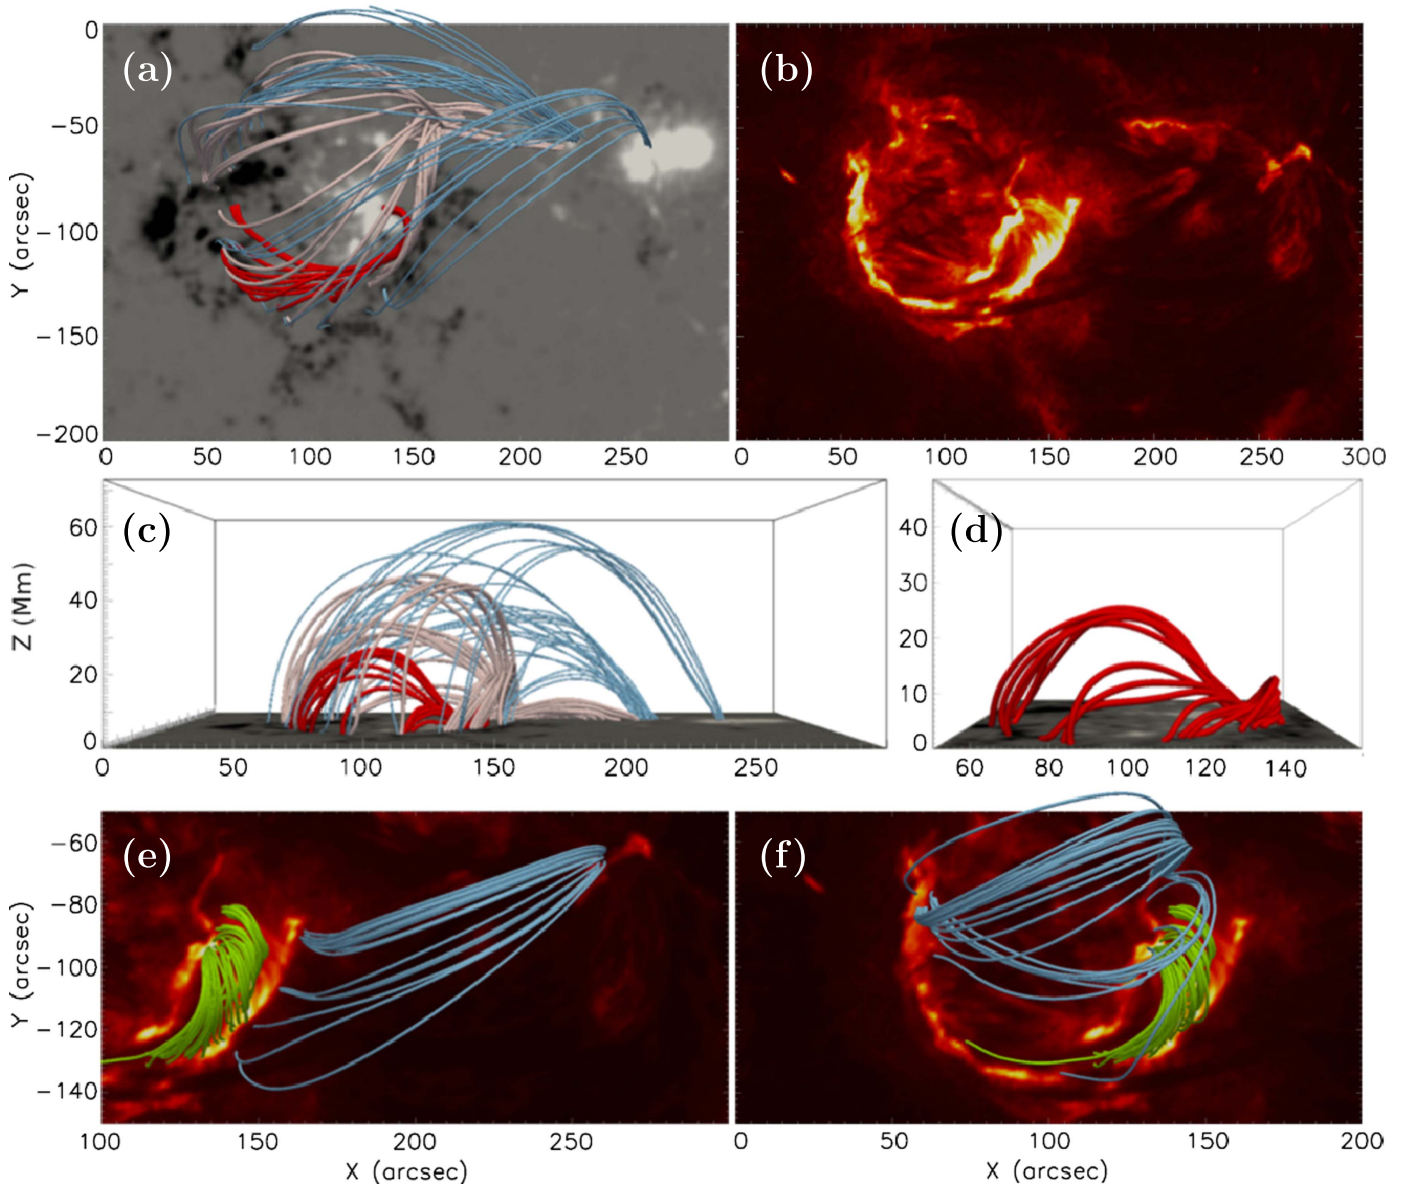 (a)
(b)
0
−50
−100
−150
−200
Y (arcsec)
0 50 100 150 200 250
0 50 100 150 200 250 300
(c)
(d)
60
40
20
0
Z (Mm)
40
30
20
10
0
0 50 100 150 200 250
60 80 100 120 140
(e)
(f)
−60
−80
−100
−120
−140
Y (arcsec)
100 150 200 250
0 50 100 150 200
X (arcsec)
X (arcsec)